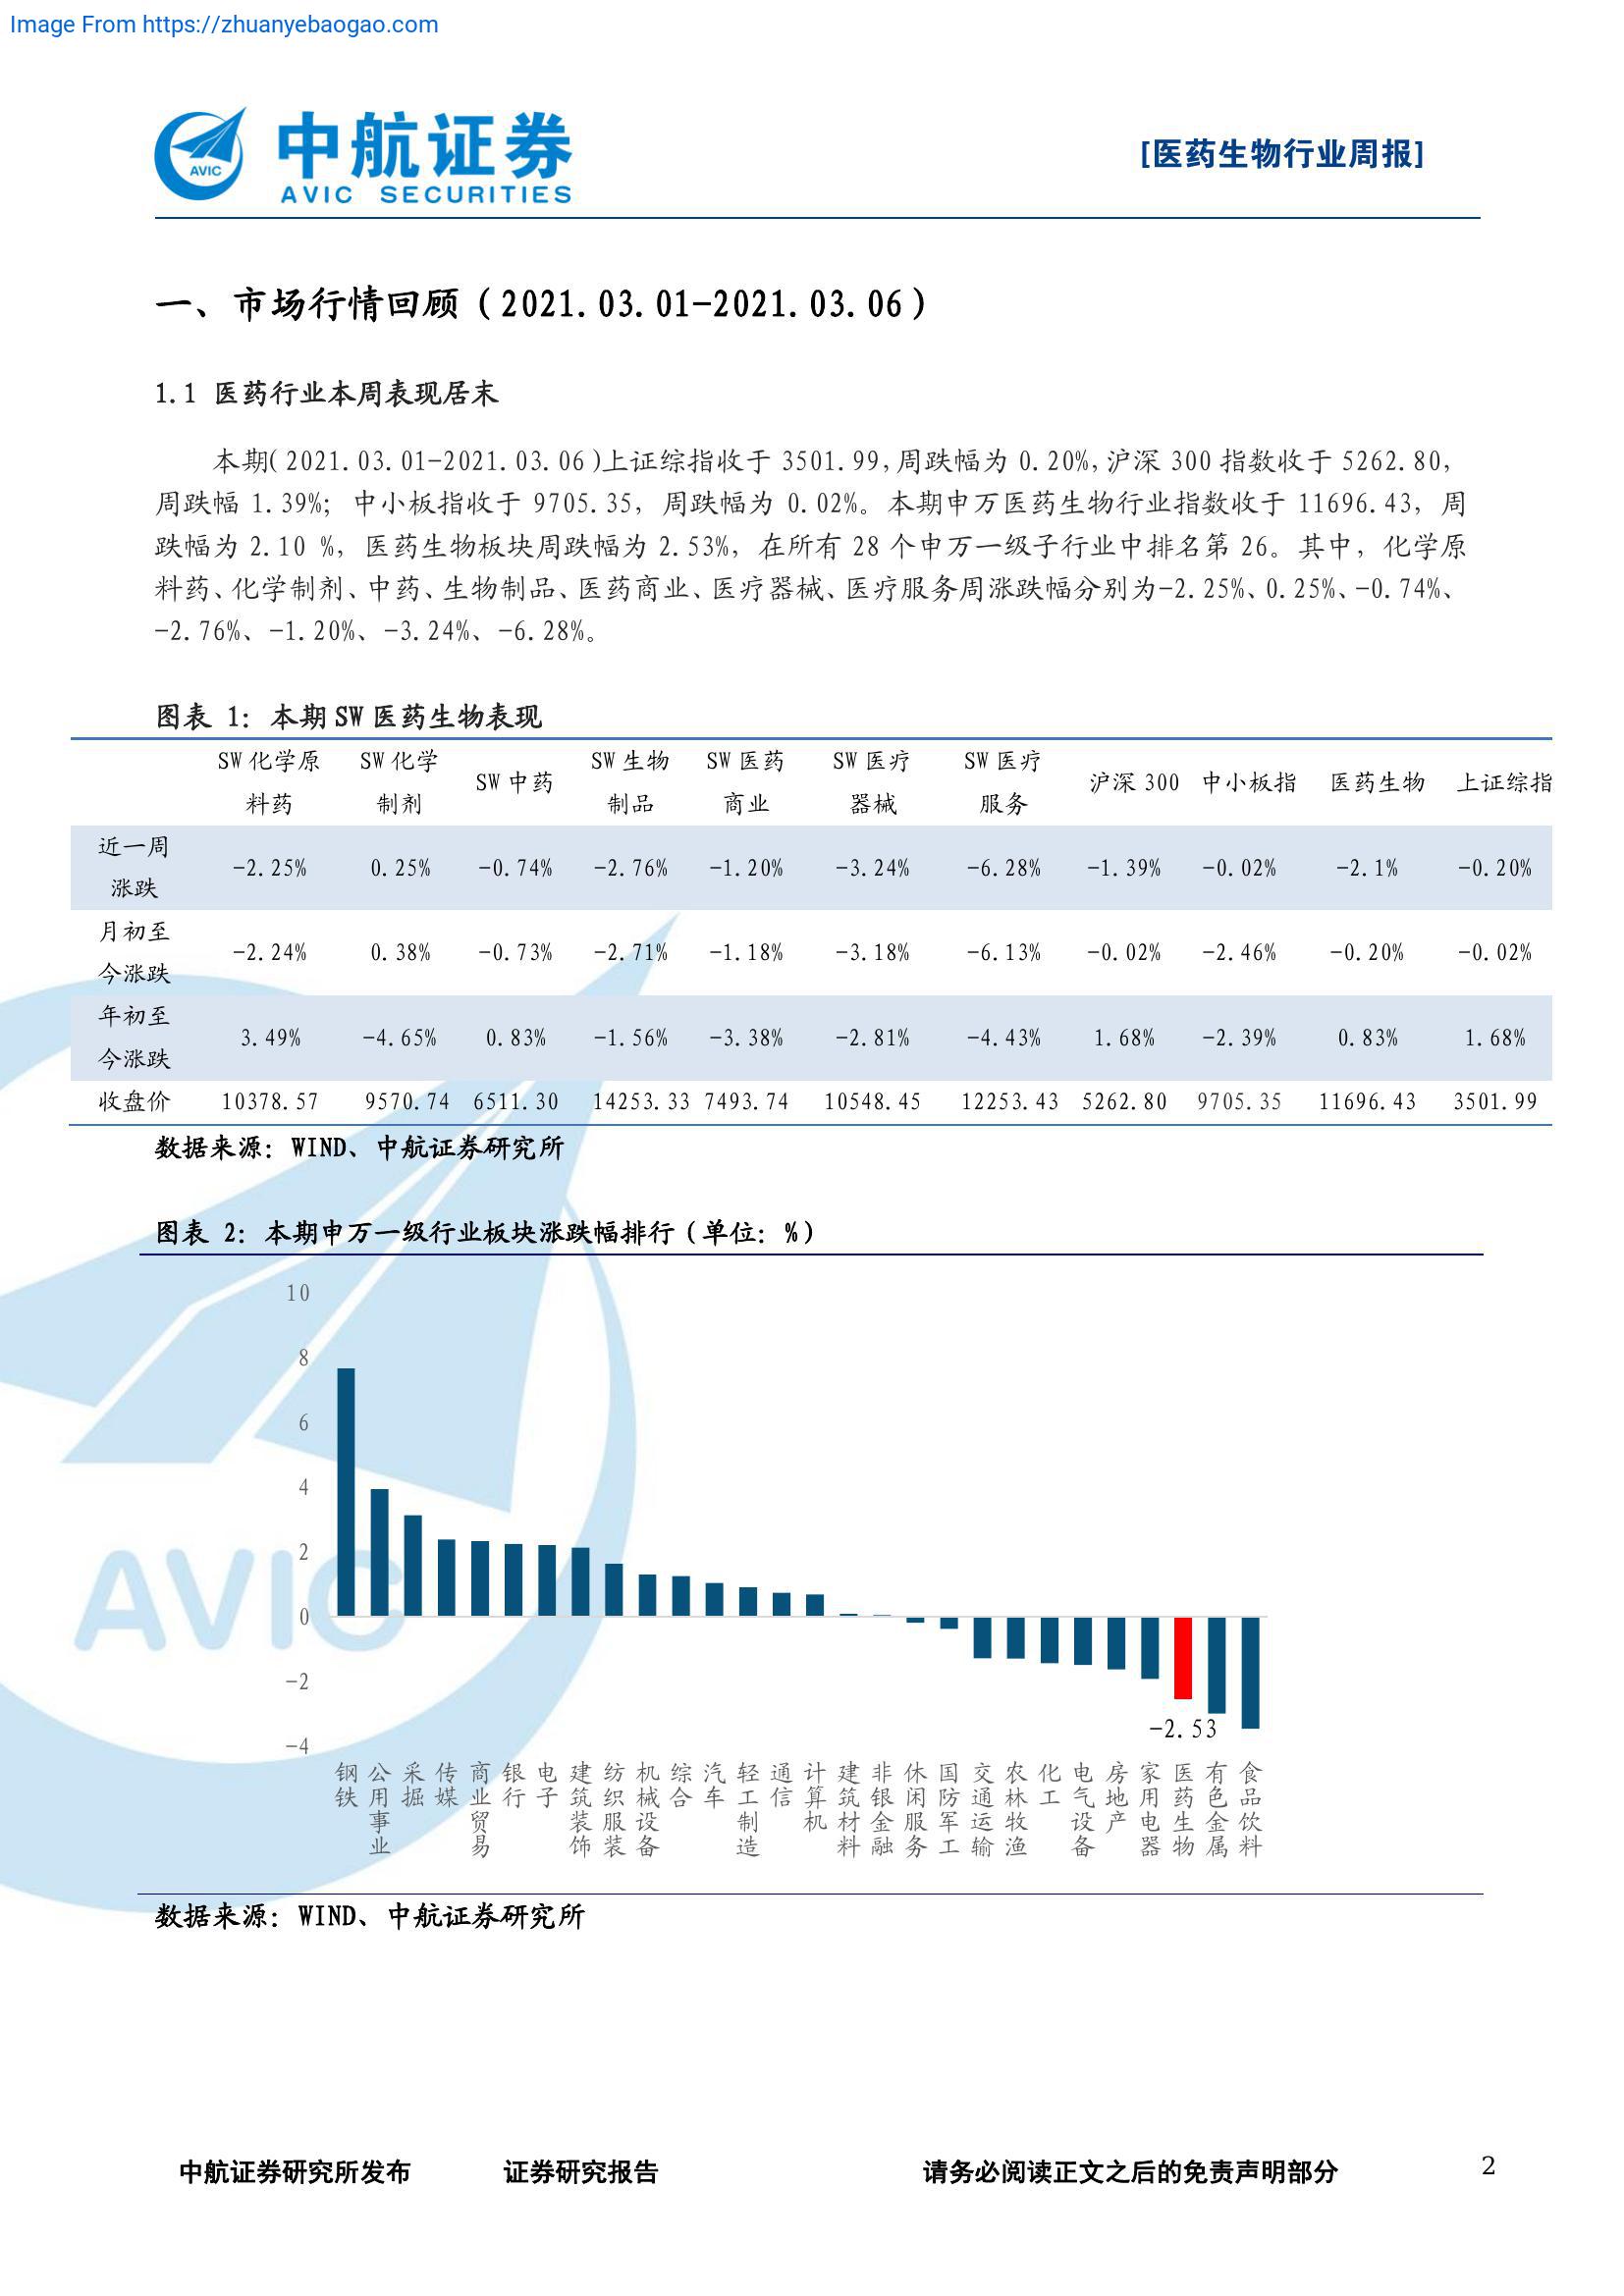 Image From https://zhuanyebaogao.com
AVIC
中航证券
AVIC SECURITIES
[医药生物行业周报]
一、市场行情回顾（2021.03.01-2021.03.06）
1.1 医药行业本周表现居末
本期(2021.03.01-2021.03.06)上证综指收于 3501.99,周跌幅为 0.20%,沪深 300 指数收于 5262.80,
周跌幅 1.39%; 中小板指收于 9705.35, 周跌幅为 0.02%。本期申万医药生物行业指数收于 11696.43, 周
跌幅为 2.10 %, 医药生物板块周跌幅为 2.53%, 在所有 28 个申万一级子行业中排名第 26。其中, 化学原
料药、化学制剂、中药、生物制品、医药商业、医疗器械、医疗服务周涨跌幅分别为-2.25%、0.25%、-0.74%、
-2.76%、-1.20%、-3.24%、-6.28%。
图表 1: 本期 SW 医药生物表现
SW 化学原料药 SW 化学制剂 SW 中药 SW 生物制品 SW 医药商业 SW 医疗器械 SW 医疗服务 沪深 300 中小板指 医药生物 上证综指
近一周涨跌 -2.25% 0.25% -0.74% -2.76% -1.20% -3.24% -6.28% -1.39% -0.02% -2.1% -0.20%
月初至今涨跌 -2.24% 0.38% -0.73% -2.71% -1.18% -3.18% -6.13% -0.02% -2.46% -0.20% -0.02%
年初至今涨跌 3.49% -4.65% 0.83% -1.56% -3.38% -2.81% -4.43% 1.68% -2.39% 0.83% 1.68%
收盘价 10378.57 9570.74 6511.30 14253.33 7493.74 10548.45 12253.43 5262.80 9705.35 11696.43 3501.99
数据来源: WIND、中航证券研究所
图表 2: 本期申万一级行业板块涨跌幅排行（单位: %）
10
8
6
4
2
0
-2
-4
-2.53
钢铁 公用事业 采掘 传媒 商业贸易 银行 电子 建筑装饰 纺织服装 机械设备 综合 汽车 轻工制造 通信 计算机 建筑材料 非银金融 休闲服务 国防军工 交通运输 农林牧渔 化工 电气设备 房地产 家用电器 医药生物 有色金属 食品饮料
AVIC
数据来源: WIND、中航证券研究所
中航证券研究所发布 证券研究报告 请务必阅读正文之后的免责声明部分 2